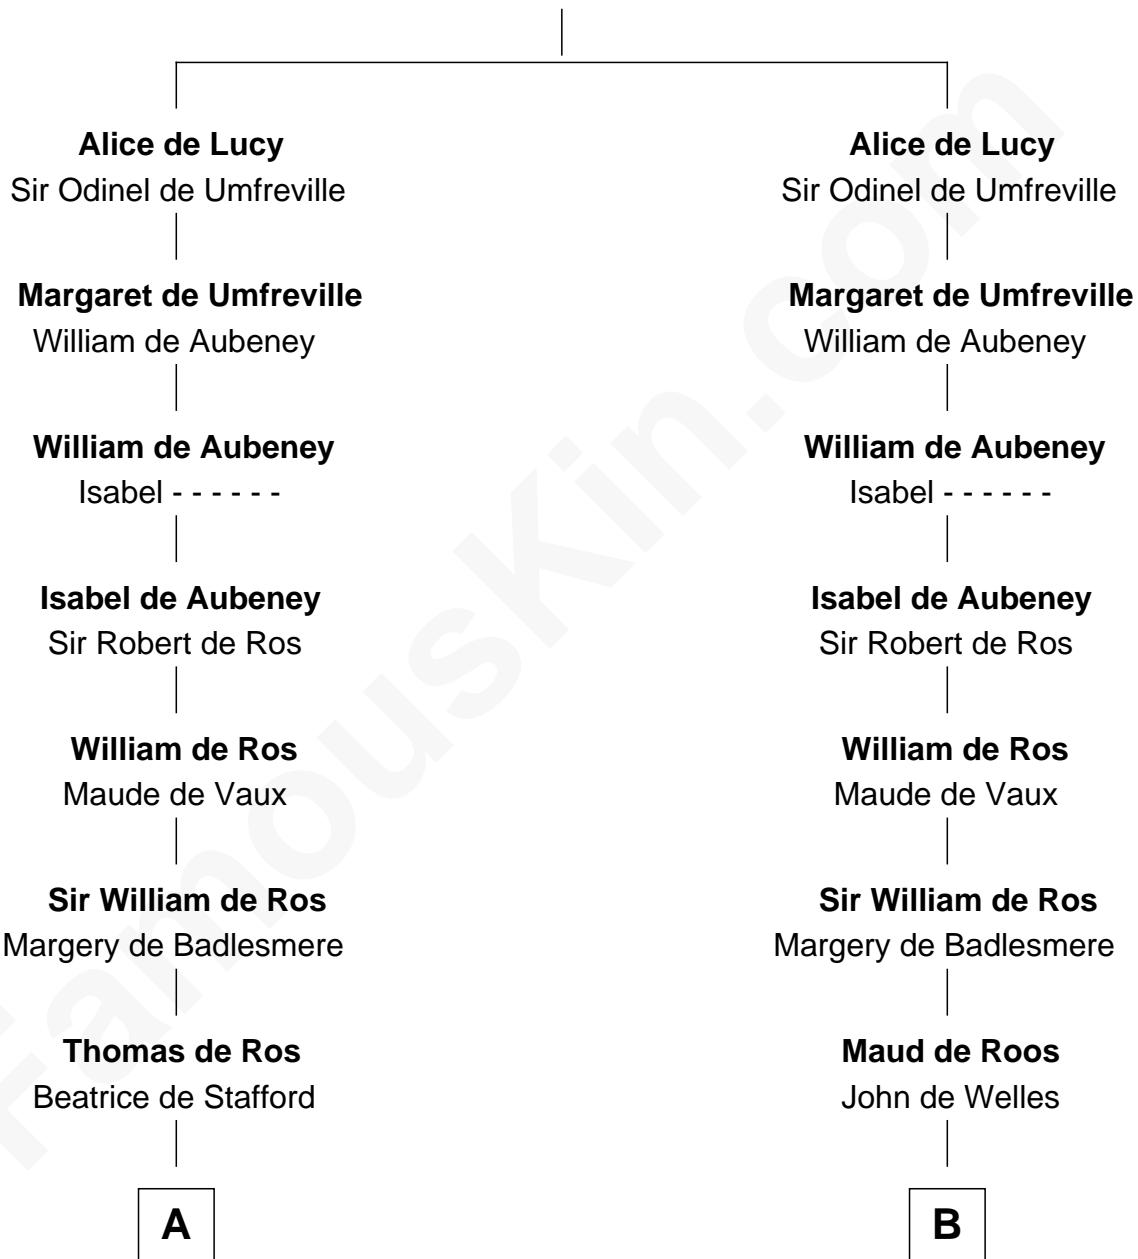 Alice de Lucy
Sir Odinel de Umfreville
Margaret de Umfreville
William de Aubeney
William de Aubeney
Isabel - - - - - -
Isabel de Aubeney
Sir Robert de Ros
William de Ros
Maude de Vaux
Sir William de Ros
Margery de Badlesmere
Thomas de Ros
Beatrice de Stafford
A
Alice de Lucy
Sir Odinel de Umfreville
Margaret de Umfreville
William de Aubeney
William de Aubeney
Isabel - - - - - -
Isabel de Aubeney
Sir Robert de Ros
William de Ros
Maude de Vaux
Sir William de Ros
Margery de Badlesmere
Maud de Roos
John de Welles
B
FamousKin.com